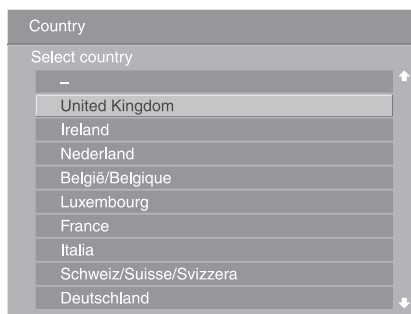 Country
Select country
–
United Kingdom
Ireland
Nederland
België/Belgique
Luxembourg
France
Italia
Schweiz/Suisse/Svizzera
Deutschland